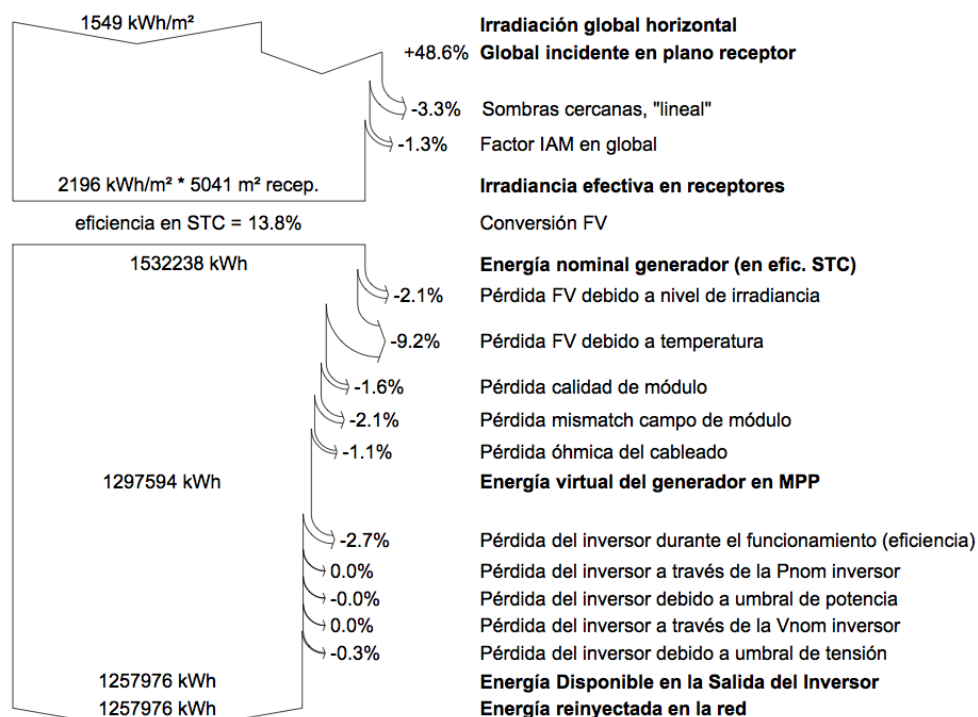 1549 kWh/m² Irradiación global horizontal
+48.6% Global incidente en plano receptor
-3.3% Sombras cercanas, "lineal"
-1.3% Factor IAM en global
2196 kWh/m² * 5041 m² recep. Irradiancia efectiva en receptores
eficiencia en STC = 13.8% Conversión FV
1532238 kWh Energía nominal generador (en efic. STC)
-2.1% Pérdida FV debido a nivel de irradiancia
-9.2% Pérdida FV debido a temperatura
-1.6% Pérdida calidad de módulo
-2.1% Pérdida mismatch campo de módulo
-1.1% Pérdida óhmica del cableado
1297594 kWh Energía virtual del generador en MPP
-2.7% Pérdida del inversor durante el funcionamiento (eficiencia)
0.0% Pérdida del inversor a través de la Pnom inversor
-0.0% Pérdida del inversor debido a umbral de potencia
0.0% Pérdida del inversor a través de la Vnom inversor
-0.3% Pérdida del inversor debido a umbral de tensión
1257976 kWh Energía Disponible en la Salida del Inversor
1257976 kWh Energía reinyectada en la red